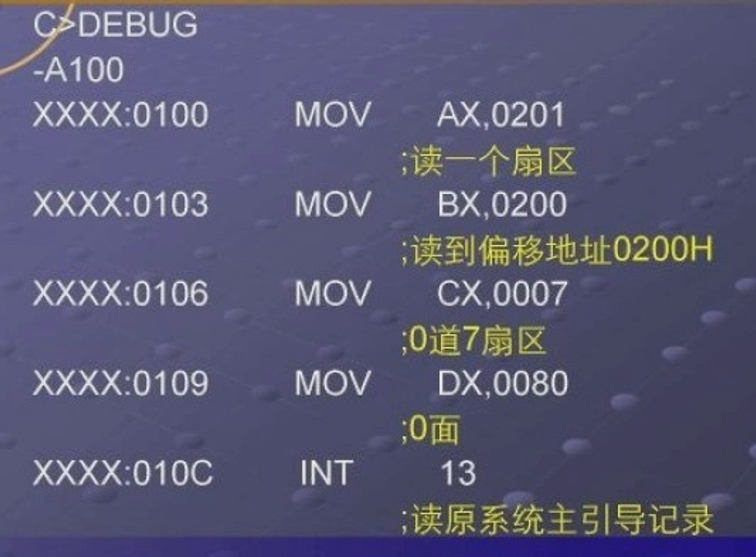 C>DEBUG
-A100
XXXX:0100 MOV AX,0201
;读一个扇区
XXXX:0103 MOV BX,0200
;读到偏移地址0200H
XXXX:0106 MOV CX,0007
;0道7扇区
XXXX:0109 MOV DX,0080
;0面
XXXX:010C INT 13
;读原系统主引导记录